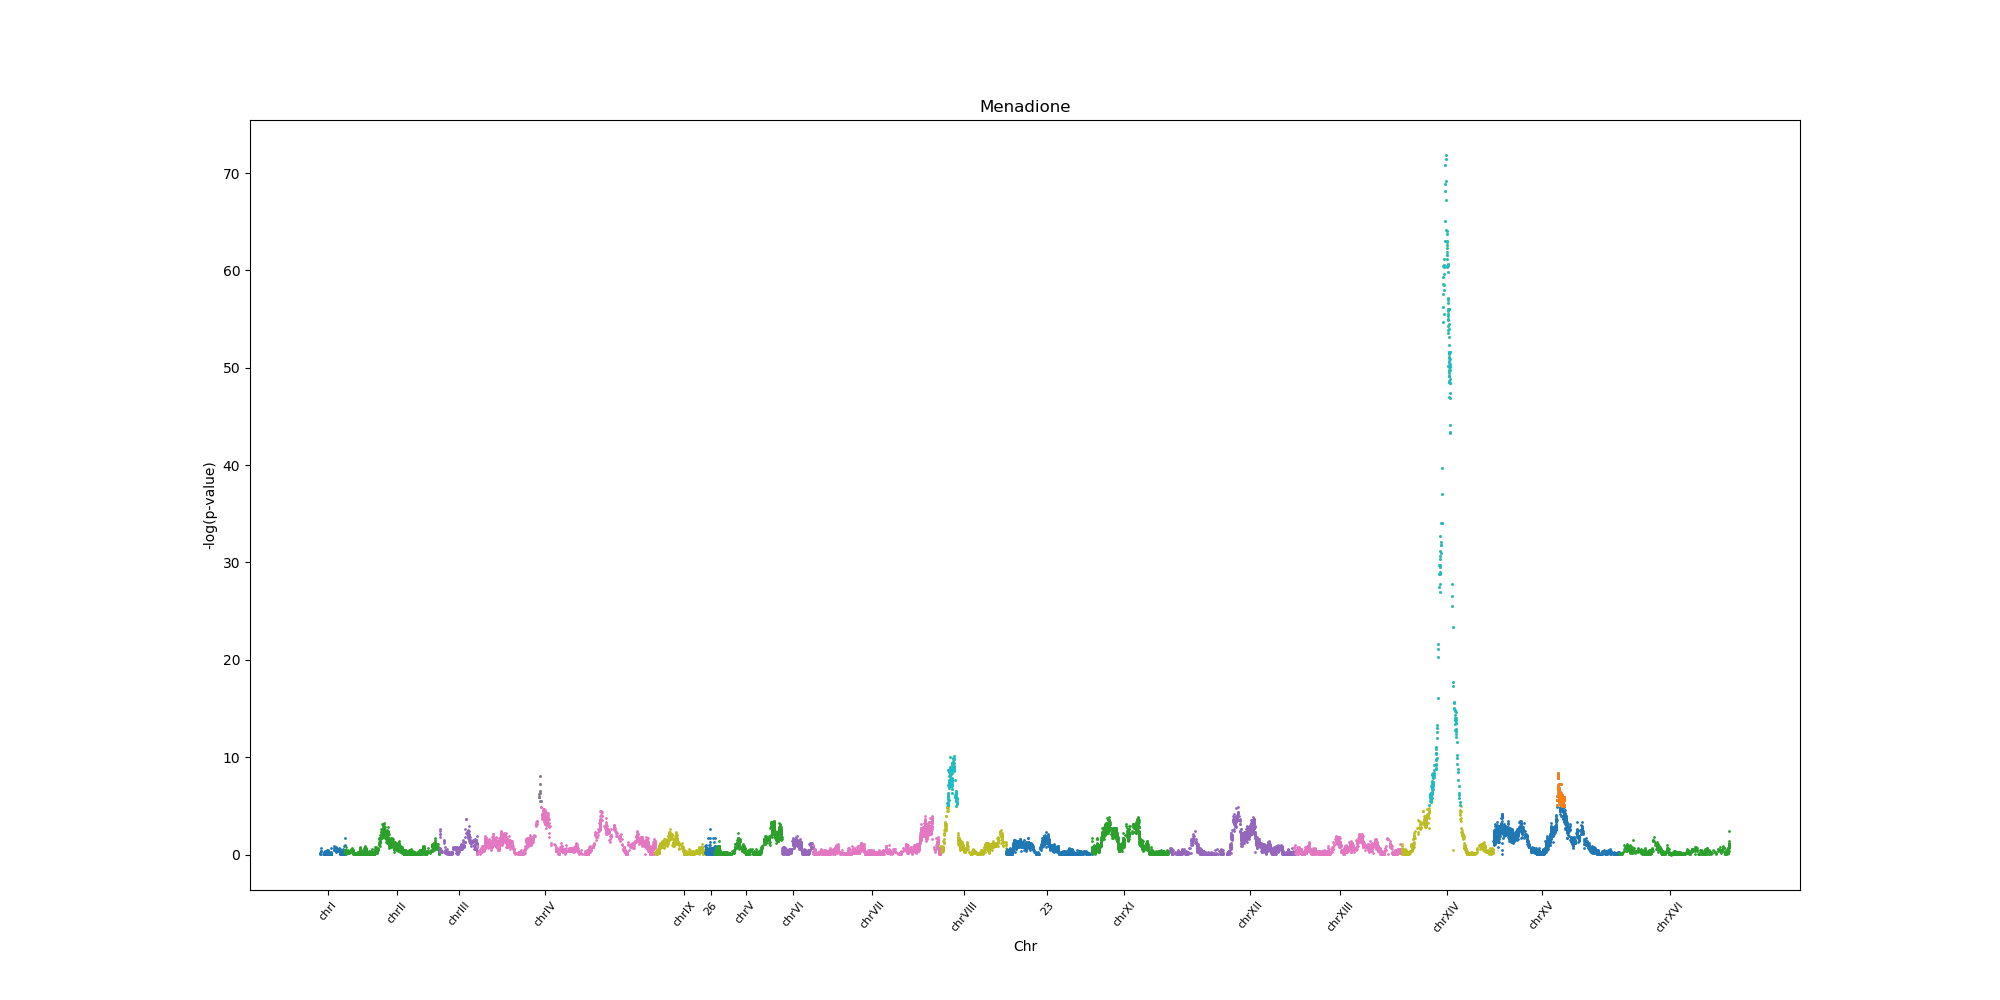 Menadione
70
60
50
40
30
20
10
0
-log(p-value)
chrI
chrII
chrIII
chrIV
chrIX
26
chrV
chrVI
chrVII
chrVIII
23
chrXI
chrXII
chrXIII
chrXIV
chrXV
chrXVI
Chr